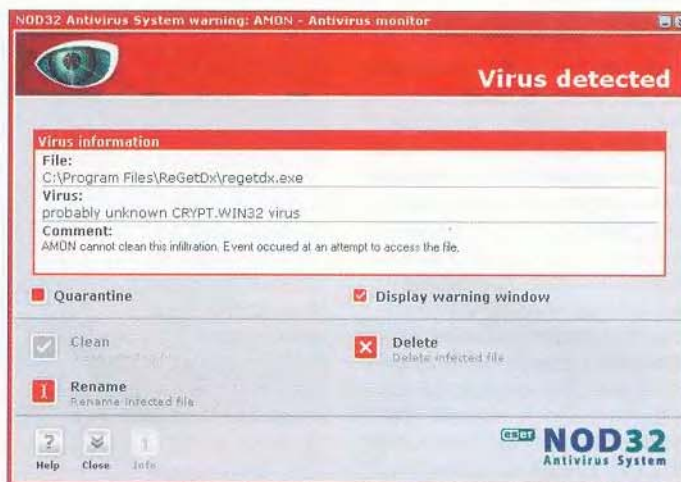 NOD32 Antivirus System warning: AMON - Antivirus monitor
Virus detected
Virus information
File:
C:\Program Files\ReGetDx\regetdx.exe
Virus:
probably unknown CRYPT.WIN32 virus
Comment:
AMON cannot clean this infiltration. Event occured at an attempt to access the file.
Quarantine
Display warning window
Clean
Delete
Delete infected file
Rename
Rename infected file
Help
Close
Info
eset
NOD32
Antivirus System